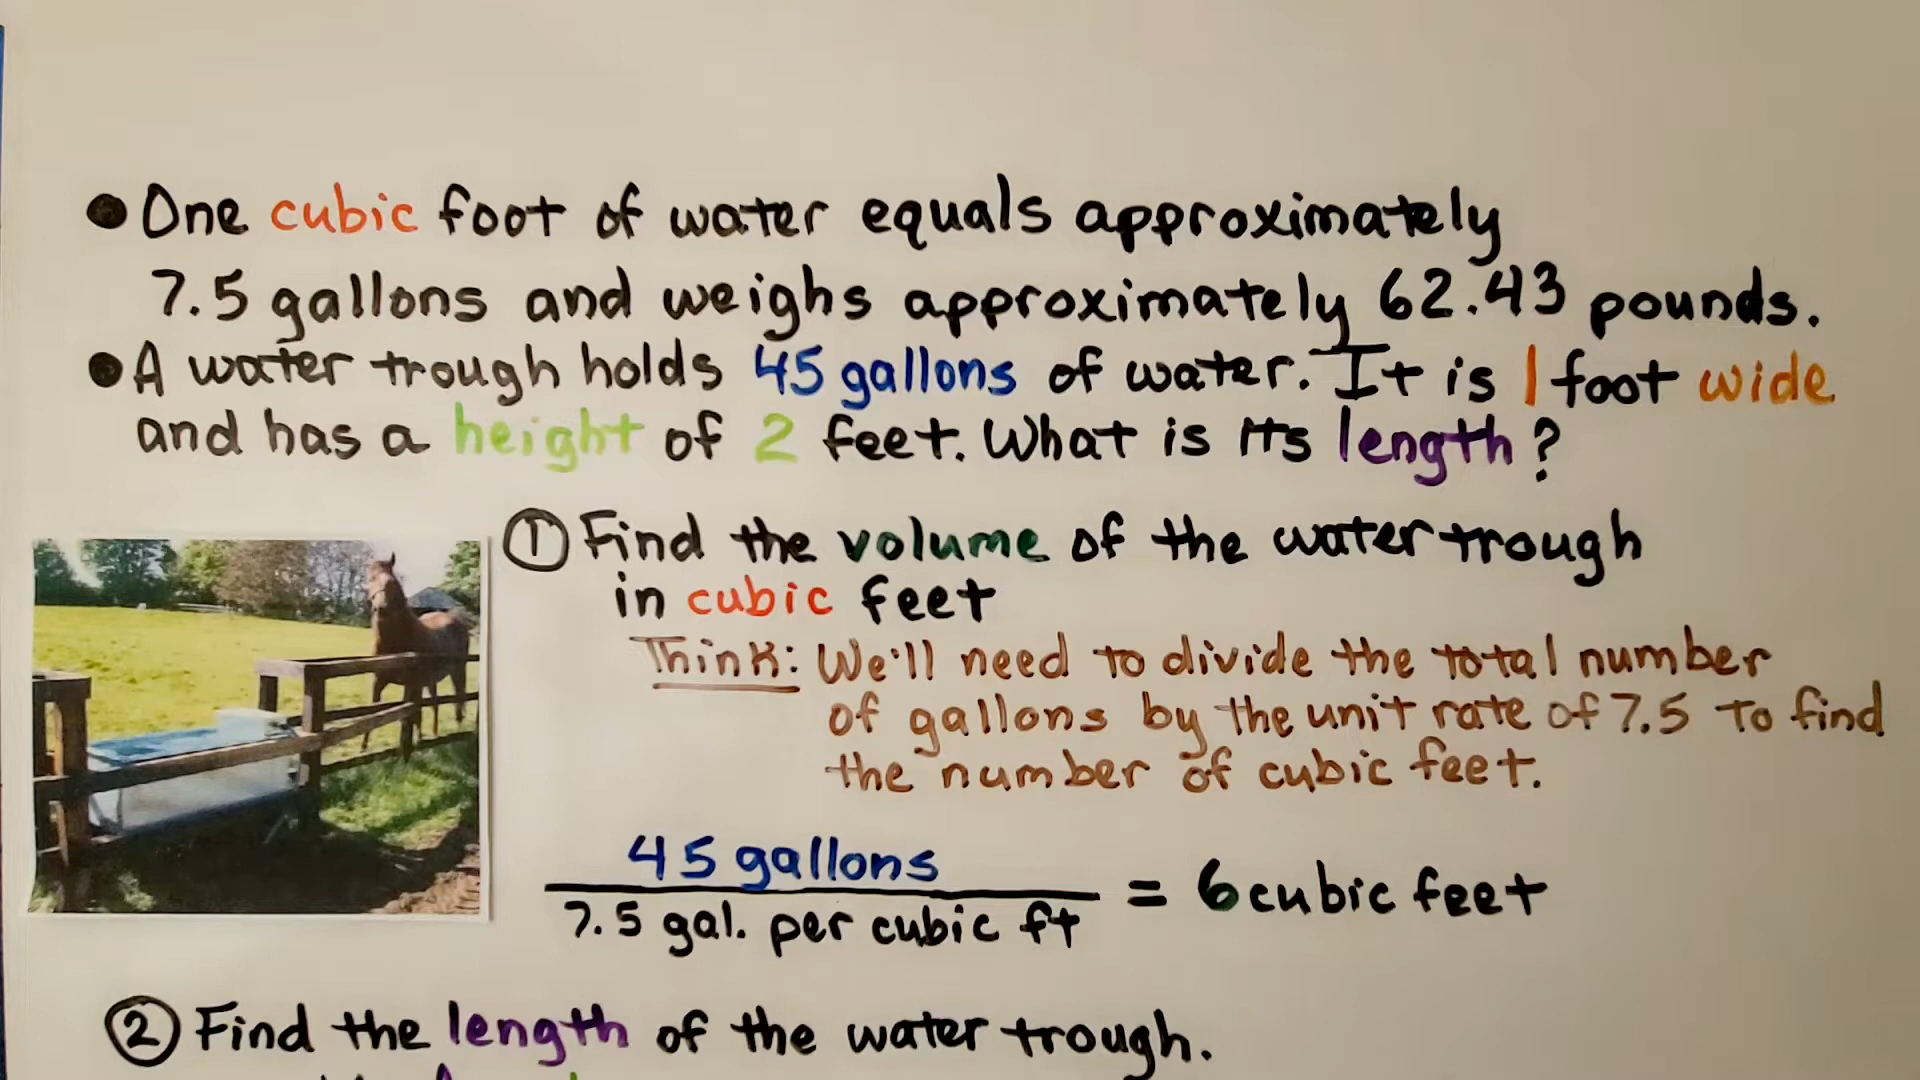 • One cubic foot of water equals approximately
7.5 gallons and weighs approximately 62.43 pounds.
• A water trough holds 45 gallons of water. It is 1 foot wide
and has a height of 2 feet. What is its length?
① Find the volume of the water trough
in cubic feet
Think: We'll need to divide the total number
of gallons by the unit rate of 7.5 to find
the number of cubic feet.
45 gallons
7.5 gal. per cubic ft
= 6 cubic feet
② Find the length of the water trough.